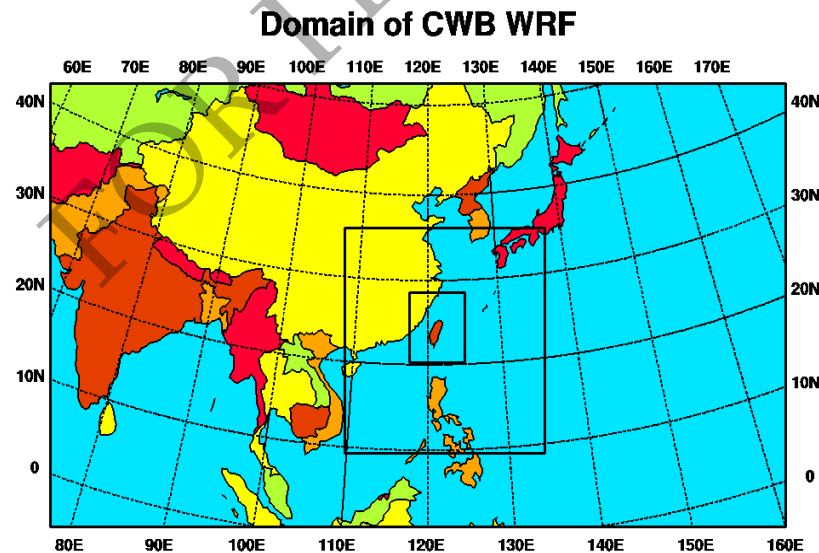 Domain of CWB WRF
60E 70E 80E 90E 100E 110E 120E 130E 140E 150E 160E 170E
40N 40N
30N 30N
20N 20N
10N 10N
0 0
80E 90E 100E 110E 120E 130E 140E 150E 160E
FOR